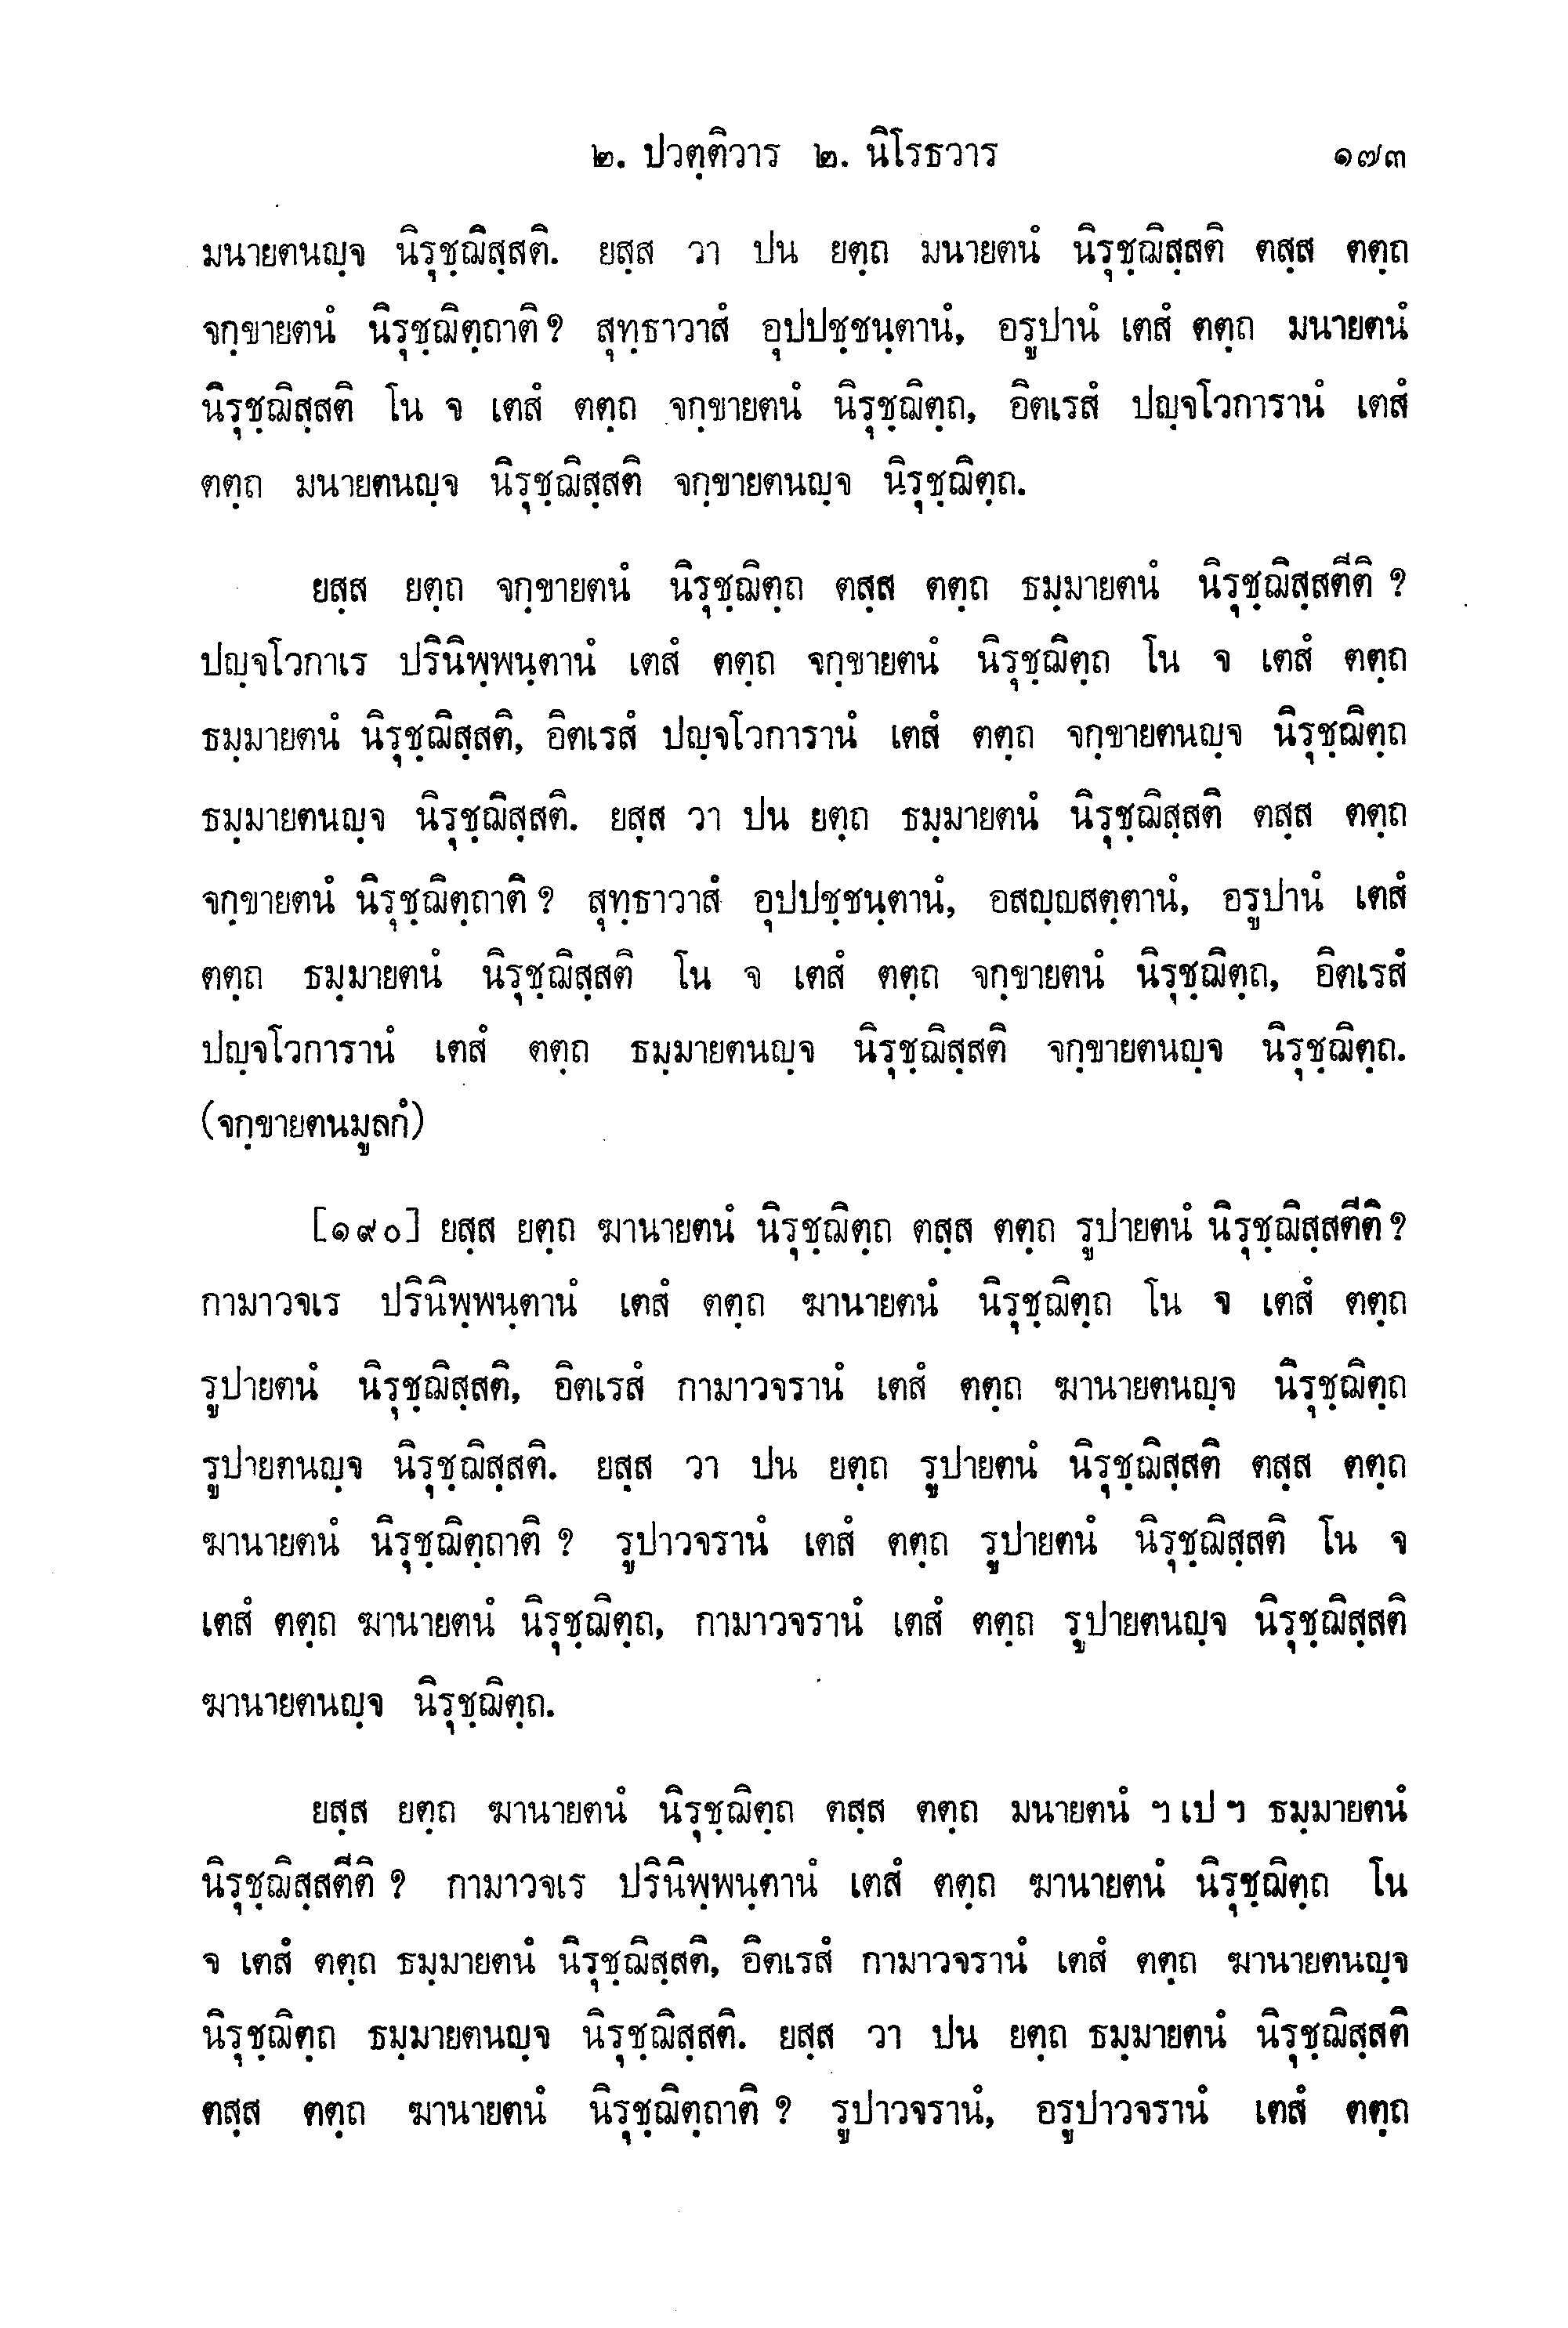 ๒. ปวตฺติวาร ๒. นิโรธวาร ๑๗๓
มนายตนญฺจ นิรุชฺฌิสฺสติ. ยสฺส วา ปน ยตฺถ มนายตนํ นิรุชฺฌิสฺสติ ตสฺส ตตฺถ
จกฺขายตนํ นิรุชฺฌิตฺถาติ ? สุทฺธาวาสํ อุปปชฺชนฺตานํ, อรูปานํ เตสํ ตตฺถ มนายตนํ
นิรุชฺฌิสฺสติ โน จ เตสํ ตตฺถ จกฺขายตนํ นิรุชฺฌิตฺถ, อิตเรสํ ปญฺจโวการานํ เตสํ
ตตฺถ มนายตนญฺจ นิรุชฺฌิสฺสติ จกฺขายตนญฺจ นิรุชฺฌิตฺถ.
ยสฺส ยตฺถ จกฺขายตนํ นิรุชฺฌิตฺถ ตสฺส ตตฺถ ธมฺมายตนํ นิรุชฺฌิสฺสตีติ ?
ปญฺจโวกาเร ปรินิพฺพนฺตานํ เตสํ ตตฺถ จกฺขายตนํ นิรุชฺฌิตฺถ โน จ เตสํ ตตฺถ
ธมฺมายตนํ นิรุชฺฌิสฺสติ, อิตเรสํ ปญฺจโวการานํ เตสํ ตตฺถ จกฺขายตนญฺจ นิรุชฺฌิตฺถ
ธมฺมายตนญฺจ นิรุชฺฌิสฺสติ. ยสฺส วา ปน ยตฺถ ธมฺมายตนํ นิรุชฺฌิสฺสติ ตสฺส ตตฺถ
จกฺขายตนํ นิรุชฺฌิตฺถาติ ? สุทฺธาวาสํ อุปปชฺชนฺตานํ, อสญฺญสตฺตานํ, อรูปานํ เตสํ
ตตฺถ ธมฺมายตนํ นิรุชฺฌิสฺสติ โน จ เตสํ ตตฺถ จกฺขายตนํ นิรุชฺฌิตฺถ, อิตเรสํ
ปญฺจโวการานํ เตสํ ตตฺถ ธมฺมายตนญฺจ นิรุชฺฌิสฺสติ จกฺขายตนญฺจ นิรุชฺฌิตฺถ.
(จกฺขายตนมูลกํ)
[๑๙๐] ยสฺส ยตฺถ ฆานายตนํ นิรุชฺฌิตฺถ ตสฺส ตตฺถ รูปายตนํ นิรุชฺฌิสฺสตีติ ?
กามาวจเร ปรินิพฺพนฺตานํ เตสํ ตตฺถ ฆานายตนํ นิรุชฺฌิตฺถ โน จ เตสํ ตตฺถ
รูปายตนํ นิรุชฺฌิสฺสติ, อิตเรสํ กามาวจรานํ เตสํ ตตฺถ ฆานายตนญฺจ นิรุชฺฌิตฺถ
รูปายตนญฺจ นิรุชฺฌิสฺสติ. ยสฺส วา ปน ยตฺถ รูปายตนํ นิรุชฺฌิสฺสติ ตสฺส ตตฺถ
ฆานายตนํ นิรุชฺฌิตฺถาติ ? รูปาวจรานํ เตสํ ตตฺถ รูปายตนํ นิรุชฺฌิสฺสติ โน จ
เตสํ ตตฺถ ฆานายตนํ นิรุชฺฌิตฺถ, กามาวจรานํ เตสํ ตตฺถ รูปายตนญฺจ นิรุชฺฌิสฺสติ
ฆานายตนญฺจ นิรุชฺฌิตฺถ.
ยสฺส ยตฺถ ฆานายตนํ นิรุชฺฌิตฺถ ตสฺส ตตฺถ มนายตนํ ฯ เป ฯ ธมฺมายตนํ
นิรุชฺฌิสฺสตีติ ? กามาวจเร ปรินิพฺพนฺตานํ เตสํ ตตฺถ ฆานายตนํ นิรุชฺฌิตฺถ โน
จ เตสํ ตตฺถ ธมฺมายตนํ นิรุชฺฌิสฺสติ, อิตเรสํ กามาวจรานํ เตสํ ตตฺถ ฆานายตนญฺจ
นิรุชฺฌิตฺถ ธมฺมายตนญฺจ นิรุชฺฌิสฺสติ. ยสฺส วา ปน ยตฺถ ธมฺมายตนํ นิรุชฺฌิสฺสติ
ตสฺส ตตฺถ ฆานายตนํ นิรุชฺฌิตฺถาติ ? รูปาวจรานํ, อรูปาวจรานํ เตสํ ตตฺถ